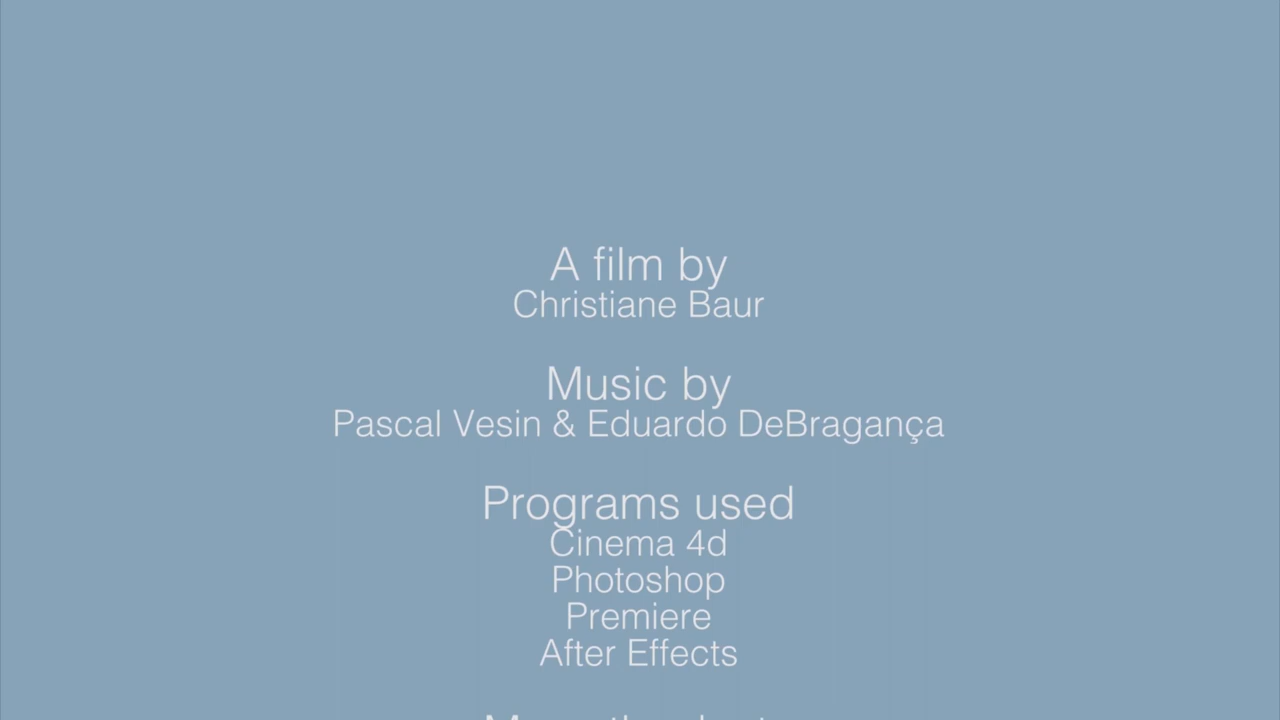 A film by
Christiane Baur
Music by
Pascal Vesin & Eduardo DeBragança
Programs used
Cinema 4d
Photoshop
Premiere
After Effects